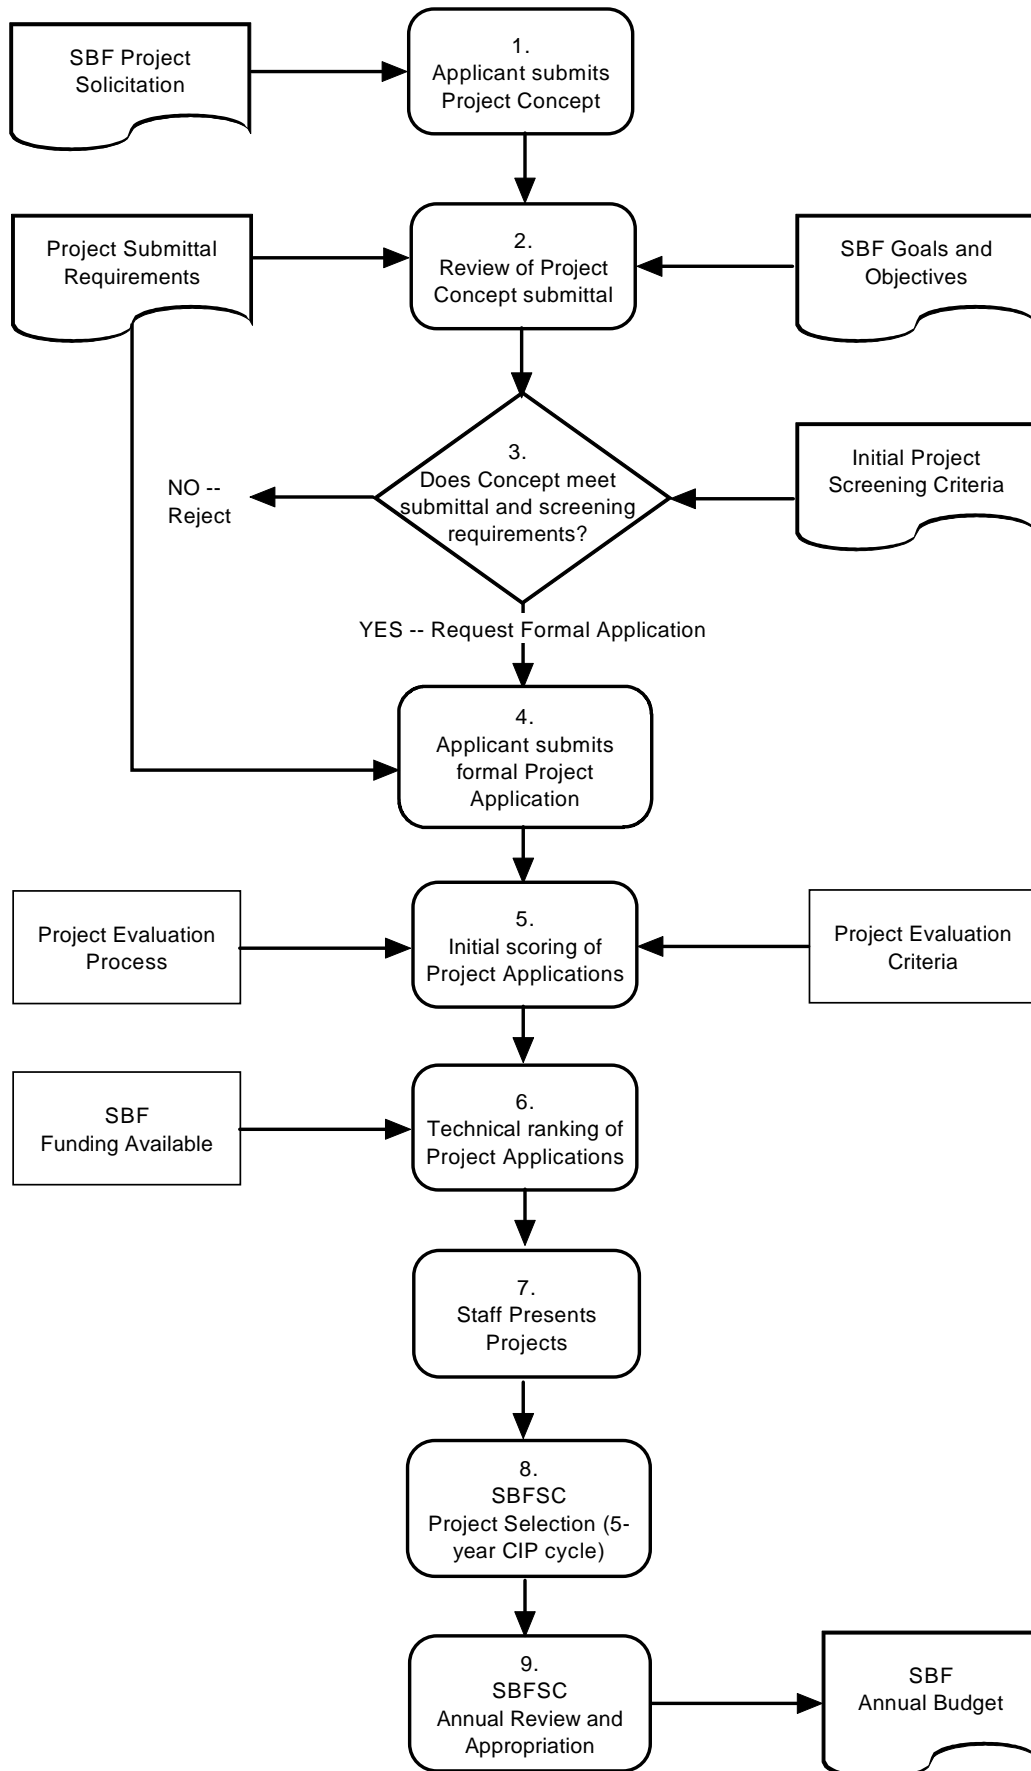 SBF Project
Solicitation
1.
Applicant submits
Project Concept
Project Submittal
Requirements
2.
Review of Project
Concept submittal
SBF Goals and
Objectives
3.
Does Concept meet
submittal and screening
requirements?
NO --
Reject
Initial Project
Screening Criteria
YES -- Request Formal Application
4.
Applicant submits
formal Project
Application
Project Evaluation
Process
5.
Initial scoring of
Project Applications
Project Evaluation
Criteria
SBF
Funding Available
6.
Technical ranking of
Project Applications
7.
Staff Presents
Projects
8.
SBFSC
Project Selection (5-
year CIP cycle)
9.
SBFSC
Annual Review and
Appropriation
SBF
Annual Budget